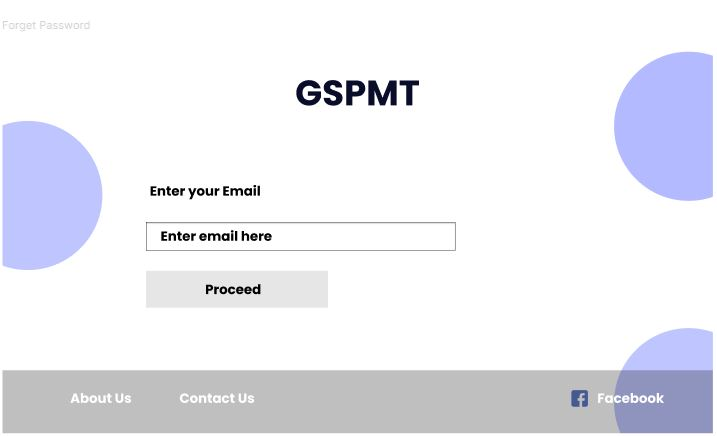 Forget Password
GSPMT
Enter your Email
Enter email here
Proceed
About Us Contact Us Facebook